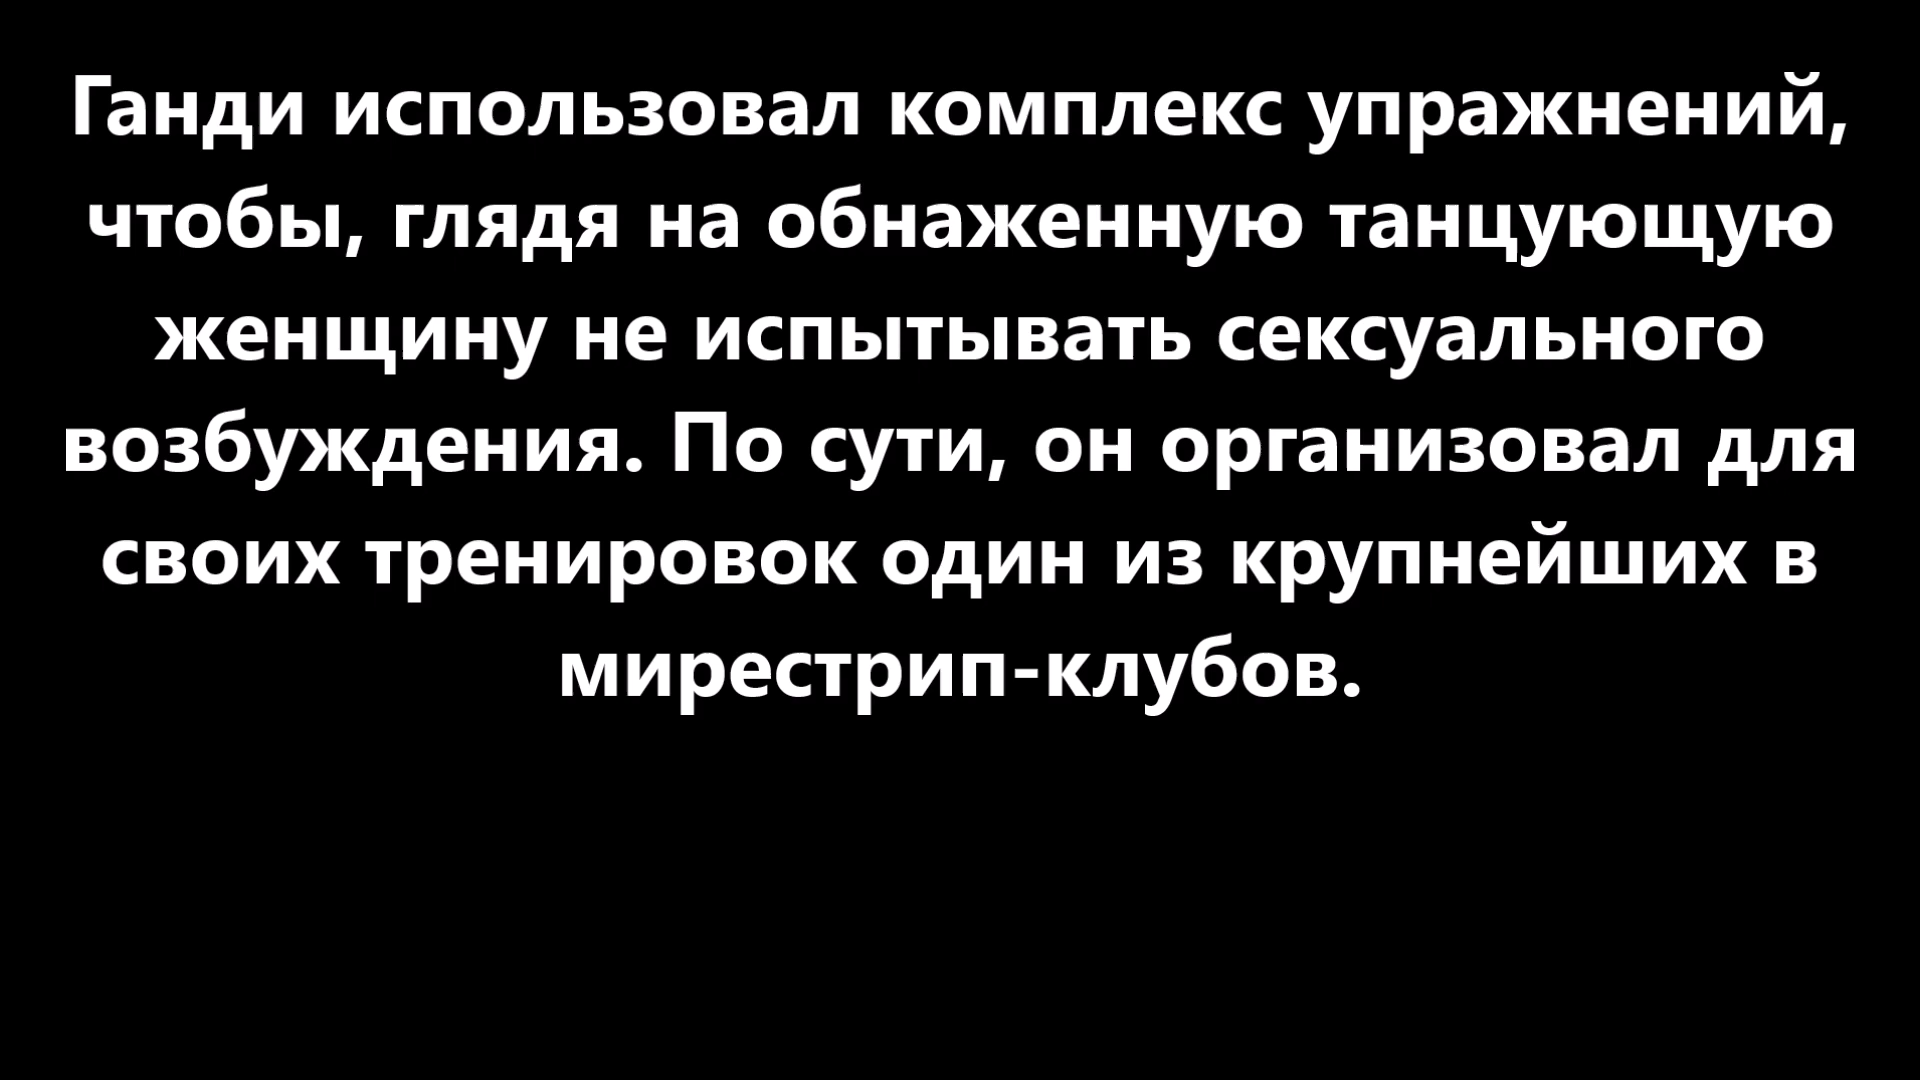 Ганди использовал комплекс упражнений,
чтобы, глядя на обнаженную танцующую
женщину не испытывать сексуального
возбуждения. По сути, он организовал для
своих тренировок один из крупнейших в
мирестрип-клубов.